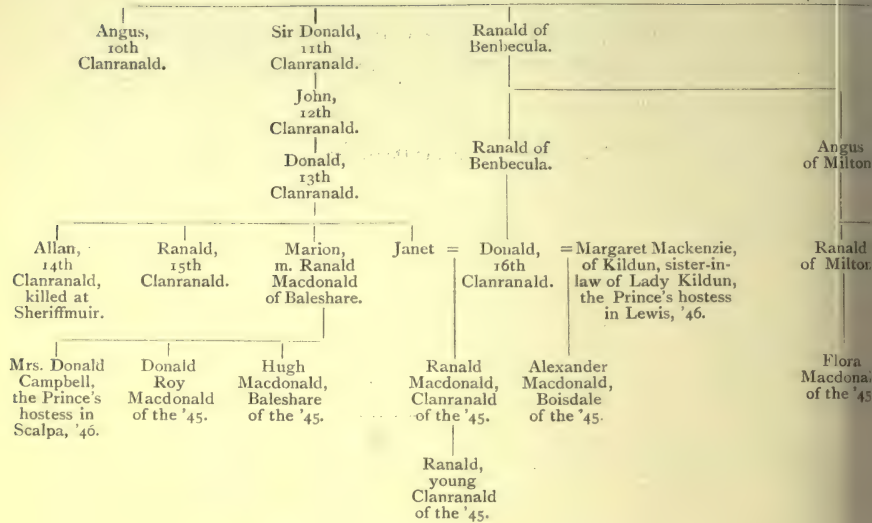 Angus,
10th
Clanranald.
Sir Donald,
11th
Clanranald.
Ranald of
Benbecula.
John,
12th
Clanranald.
Donald,
13th
Clanranald.
Ranald of
Benbecula.
Angus
of Milton
Allan,
14th
Clanranald,
killed at
Sheriffmuir.
Ranald,
15th
Clanranald.
Marion,
m. Ranald
Macdonald
of Baleshare.
Janet =
Donald,
16th
Clanranald.
= Margaret Mackenzie,
of Kildun, sister-in-
law of Lady Kildun,
the Prince's hostess
in Lewis, '46.
Ranald
of Milton
Mrs. Donald
Campbell,
the Prince's
hostess in
Scalpa, '46.
Donald
Roy
Macdonald
of the '45.
Hugh
Macdonald,
Baleshare
of the '45.
Ranald
Macdonald,
Clanranald
of the '45.
Alexander
Macdonald,
Boisdale
of the '45.
Flora
Macdonal
of the '45
Ranald,
young
Clanranald
of the '45.